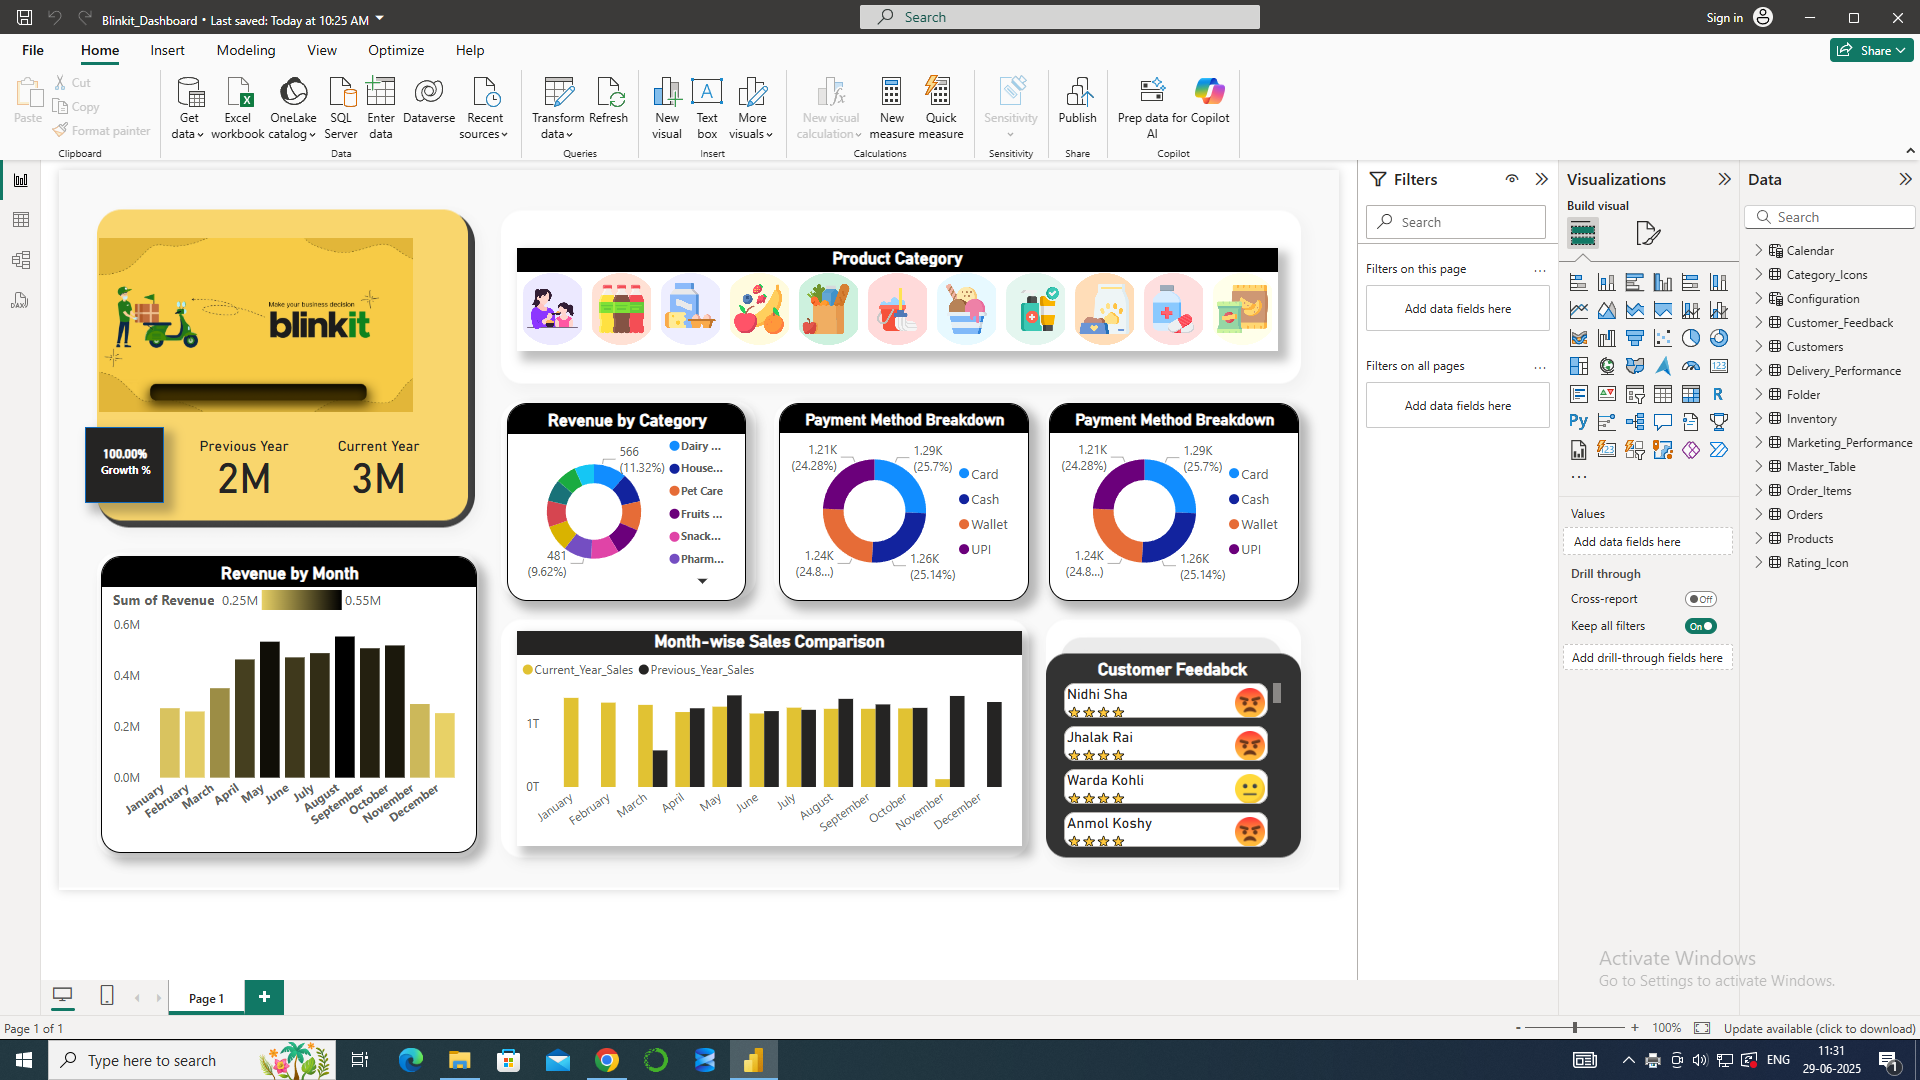 Blinkit_Dashboard • Last saved: Today at 10:25 AM
Search
Sign in
File
Home
Insert
Modeling
View
Optimize
Help
Share
Paste
Cut
Copy
Format painter
Clipboard
Get data
Excel workbook
OneLake catalog
SQL Server
Enter data
Dataverse
Recent sources
Data
Transform data
Refresh
Queries
New visual
Text box
More visuals
Insert
New visual calculation
New measure
Quick measure
Calculations
Sensitivity
Sensitivity
Publish
Share
Prep data for AI
Copilot
Copilot
Make your business decision
blinkit
100.00%
Growth %
Previous Year
2M
Current Year
3M
Product Category
Revenue by Category
566
(11.32%)
481
(9.62%)
Dairy ...
House...
Pet Care
Fruits ...
Snack...
Pharm...
Payment Method Breakdown
1.21K
(24.28%)
1.29K
(25.7%)
1.24K
(24.8...)
1.26K
(25.14%)
Card
Cash
Wallet
UPI
Payment Method Breakdown
1.21K
(24.28%)
1.29K
(25.7%)
1.24K
(24.8...)
1.26K
(25.14%)
Card
Cash
Wallet
UPI
Revenue by Month
Sum of Revenue 0.25M 0.55M
0.6M
0.4M
0.2M
0.0M
January
February
March
April
May
June
July
August
September
October
November
December
Month-wise Sales Comparison
Current_Year_Sales Previous_Year_Sales
1T
0T
January
February
March
April
May
June
July
August
September
October
November
December
Customer Feedabck
Nidhi Sha
Jhalak Rai
Warda Kohli
Anmol Koshy
Filters
Search
Filters on this page
...
Add data fields here
Filters on all pages
...
Add data fields here
Visualizations
Build visual
R
Py
123
...
Values
Add data fields here
Drill through
Cross-report
Off
Keep all filters
On
Add drill-through fields here
Data
Search
Calendar
Category_Icons
Configuration
Customer_Feedback
Customers
Delivery_Performance
Folder
Inventory
Marketing_Performance
Master_Table
Order_Items
Orders
Products
Rating_Icon
Activate Windows
Go to Settings to activate Windows.
Page 1
Page 1 of 1
- + 100%
Update available (click to download)
Type here to search
ENG
11:31
29-06-2025
1